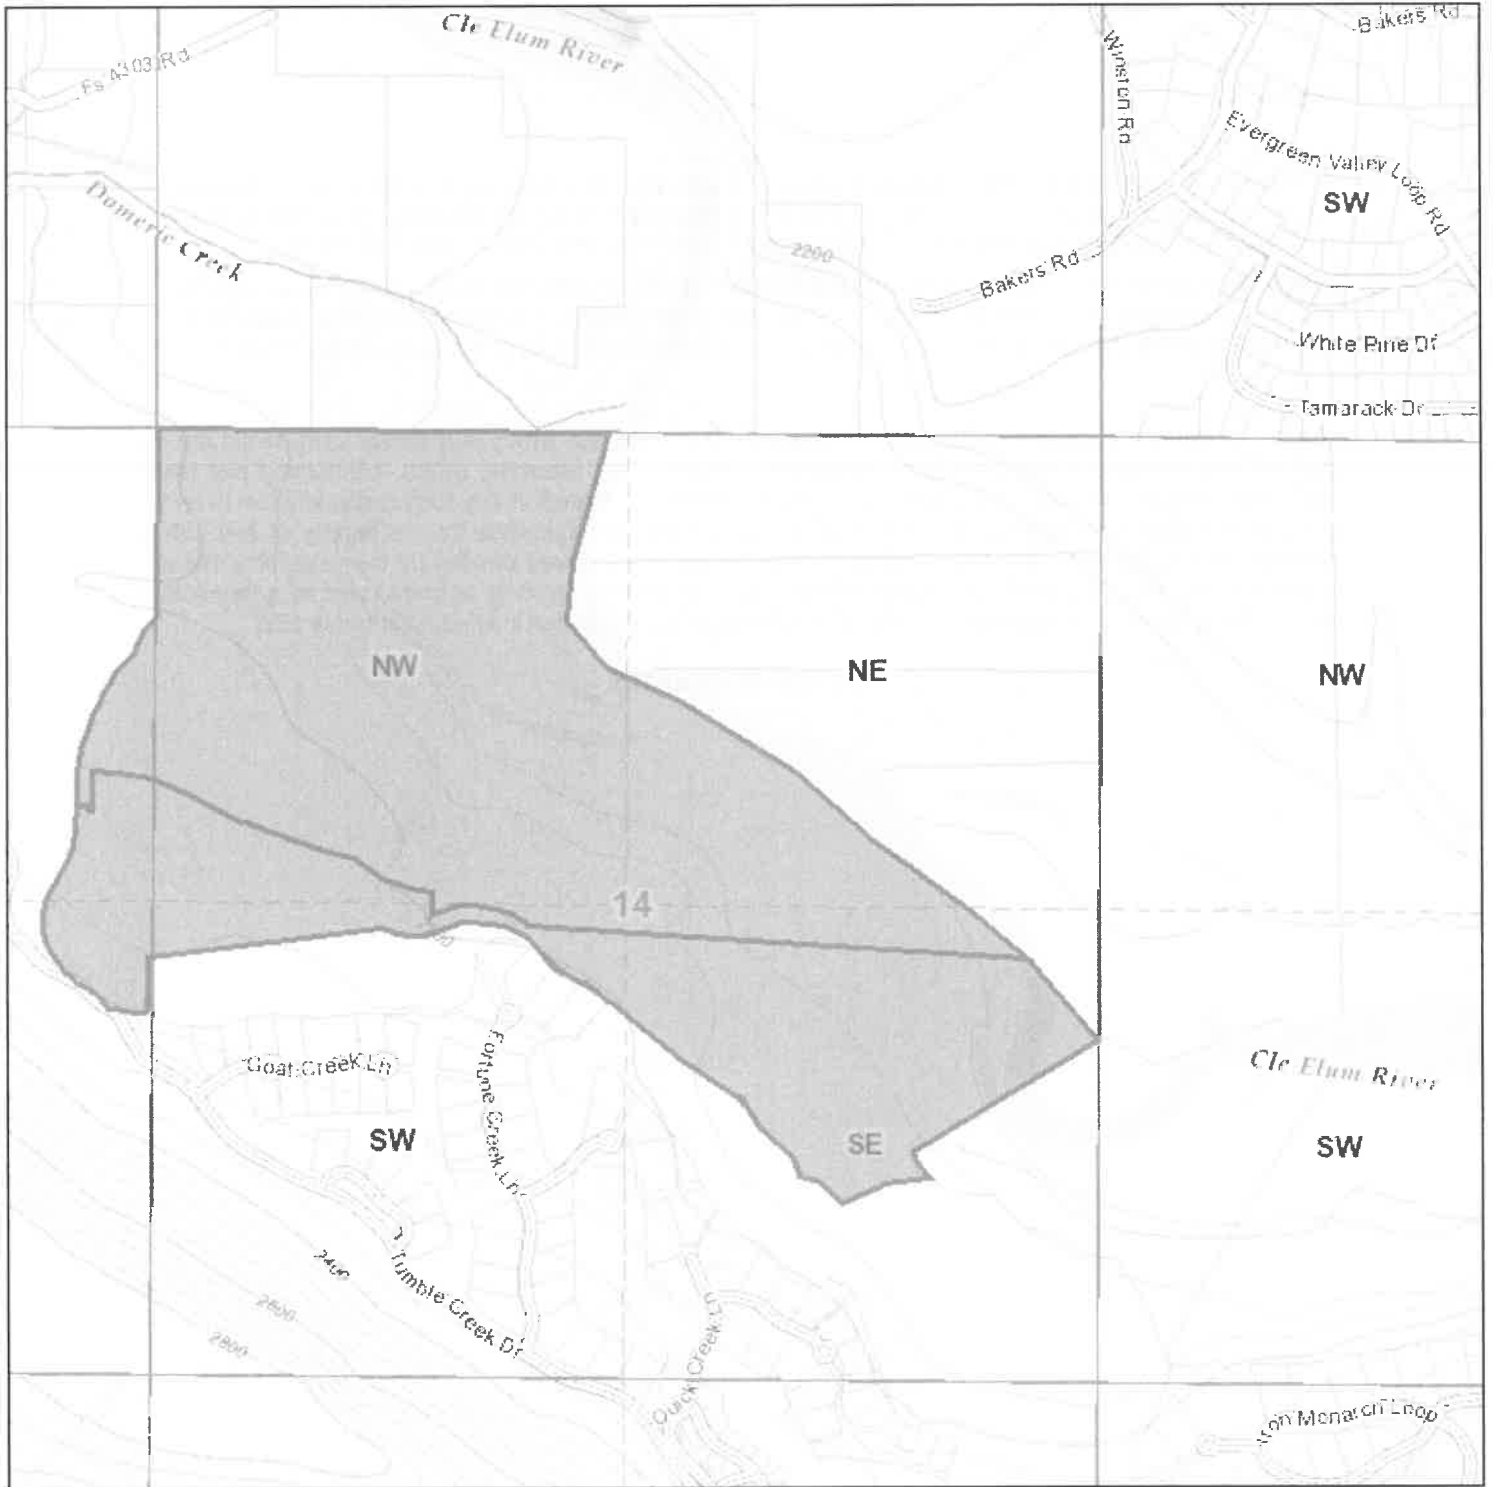 Cle Elum River
Bakers Rd
Fs 4303 Rd
Winston Rd
Evergreen Valley Loop Rd
SW
Domerie Creek
2200
Bakers Rd
White Pine Dr
Tamarack Dr
NW
NE
NW
14
Goat Creek Ln
Fortune Creek Ln
Cle Elum River
SW
SE
SW
2400
Tumble Creek Dr
2600
2800
Quick Creek Ln
Iron Monarch Loop